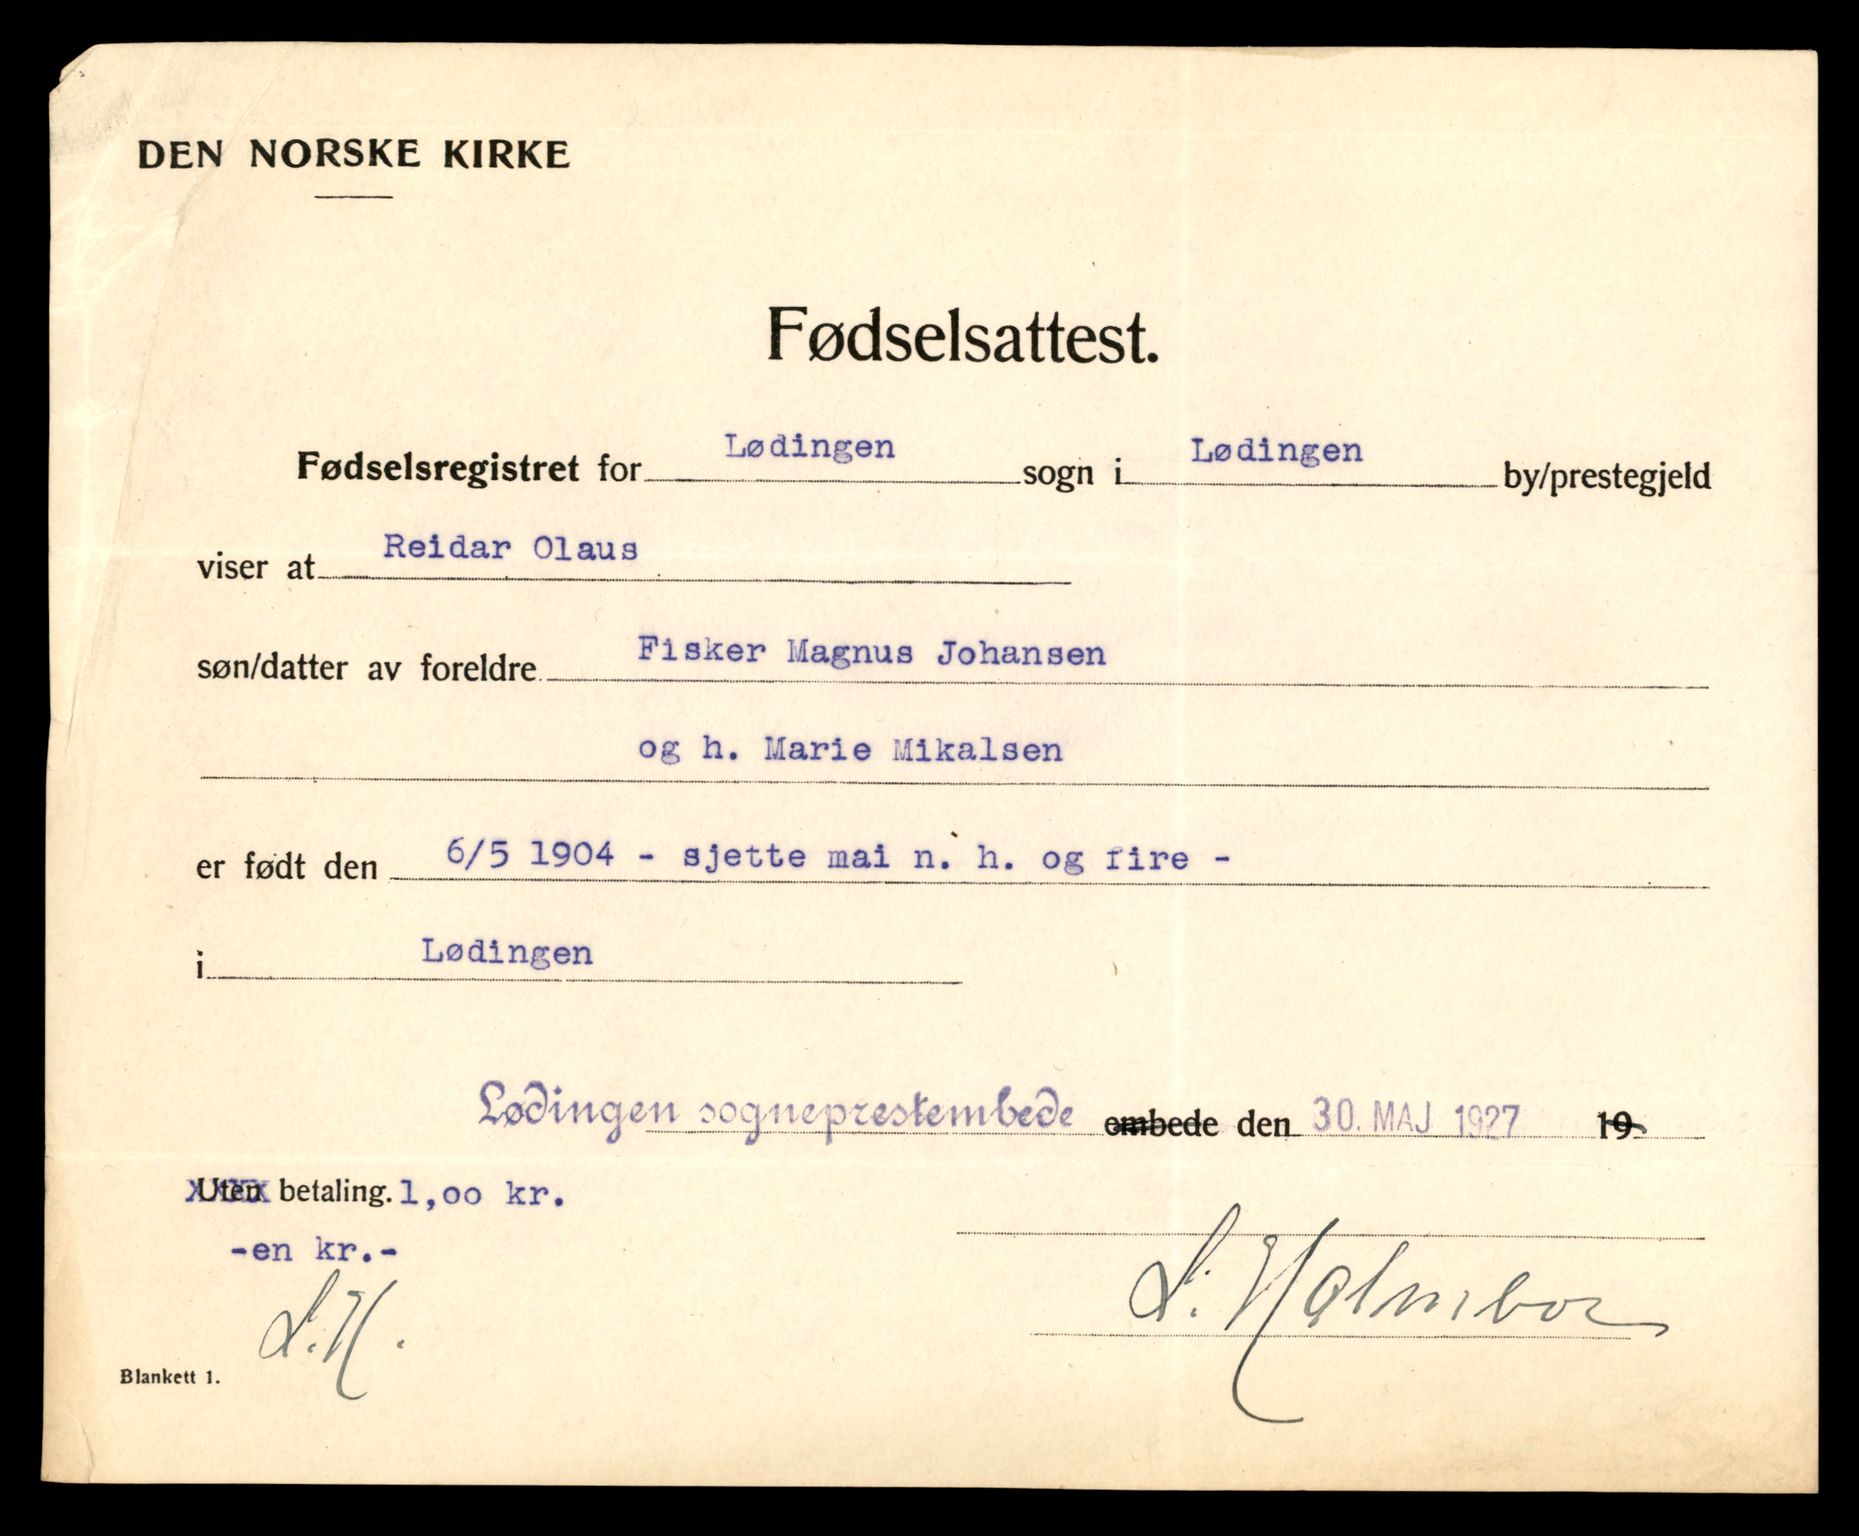 DEN NORSKE KIRKE
Fødselsattest.
Fødselsregistret for Lødingen sogn i Lødingen by/prestegjeld
viser at Reidar Olaus
søn/datter av foreldre Fisker Magnus Johansen
og h. Marie Mikalsen
er født den 6/5 1904 - sjette mai n. h. og fire -
i Lødingen
Lødingen sogneprestembede embede den 30. MAJ 1927 19
Uten betaling. 1,00 kr.
-en kr.-
L. H.
L. Holmboe
Blankett 1.